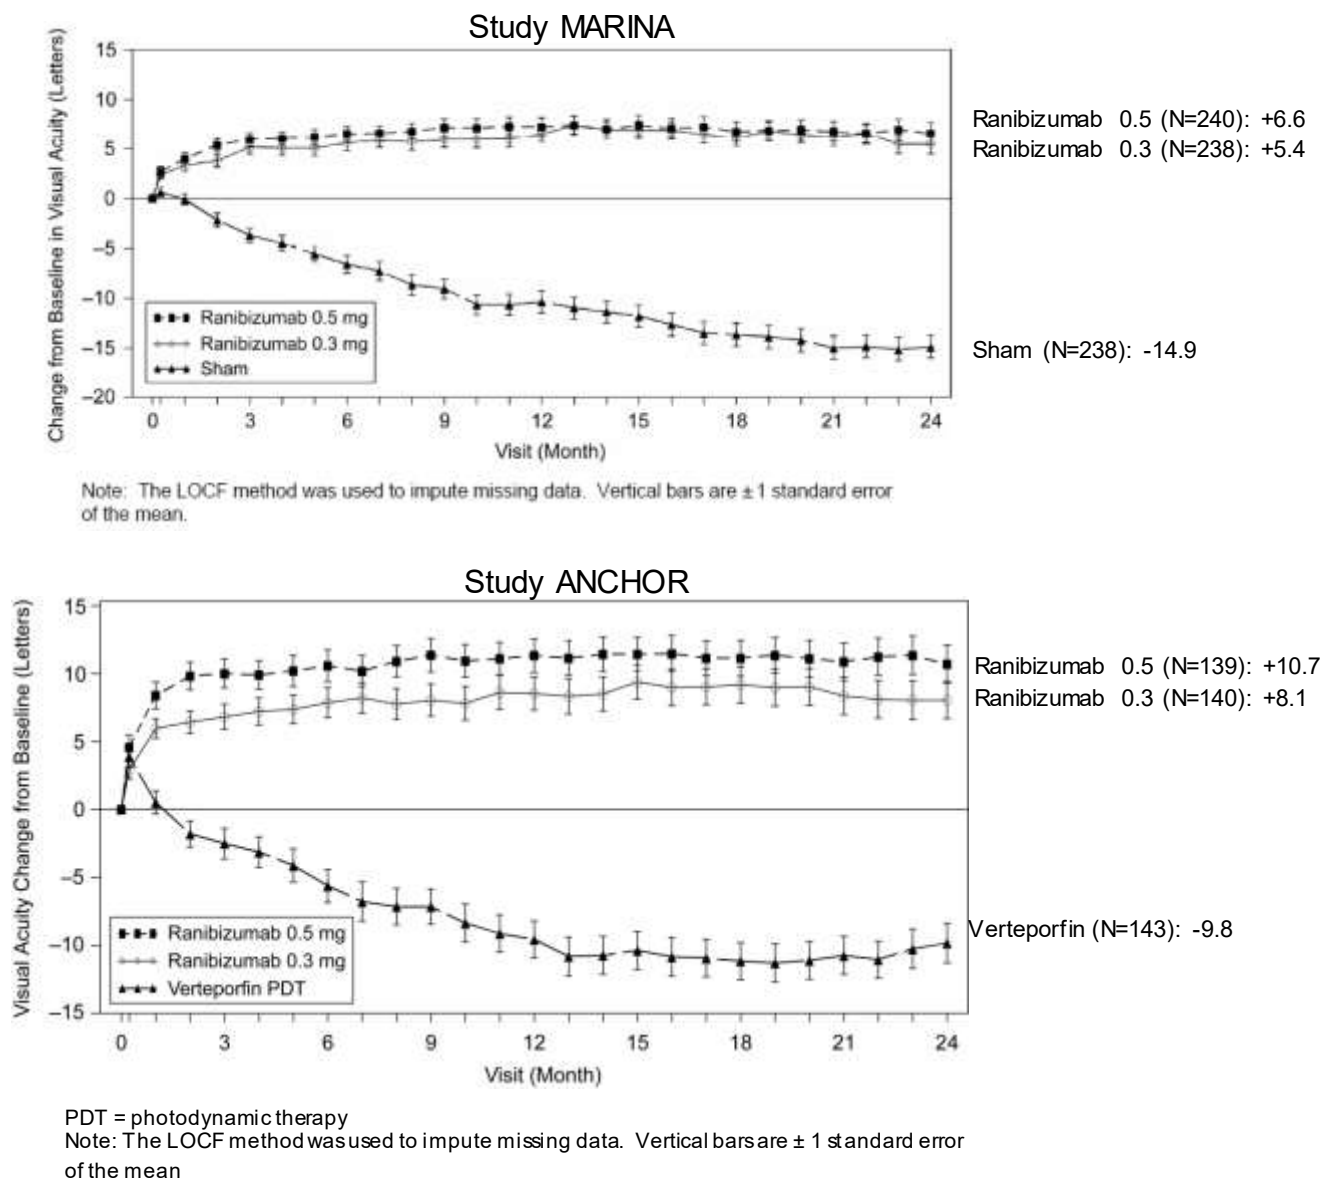 Study MARINA
Change from Baseline in Visual Acuity (Letters)
15
10
5
0
–5
–10
–15
–20
Ranibizumab 0.5 mg
Ranibizumab 0.3 mg
Sham
0 3 6 9 12 15 18 21 24
Visit (Month)
Ranibizumab 0.5 (N=240): +6.6
Ranibizumab 0.3 (N=238): +5.4
Sham (N=238): -14.9
Note: The LOCF method was used to impute missing data. Vertical bars are ± 1 standard error
of the mean.
Study ANCHOR
Visual Acuity Change from Baseline (Letters)
15
10
5
0
–5
–10
–15
Ranibizumab 0.5 mg
Ranibizumab 0.3 mg
Verteporfin PDT
0 3 6 9 12 15 18 21 24
Visit (Month)
Ranibizumab 0.5 (N=139): +10.7
Ranibizumab 0.3 (N=140): +8.1
Verteporfin (N=143): -9.8
PDT = photodynamic therapy
Note: The LOCF method was used to impute missing data. Vertical bars are ± 1 standard error
of the mean